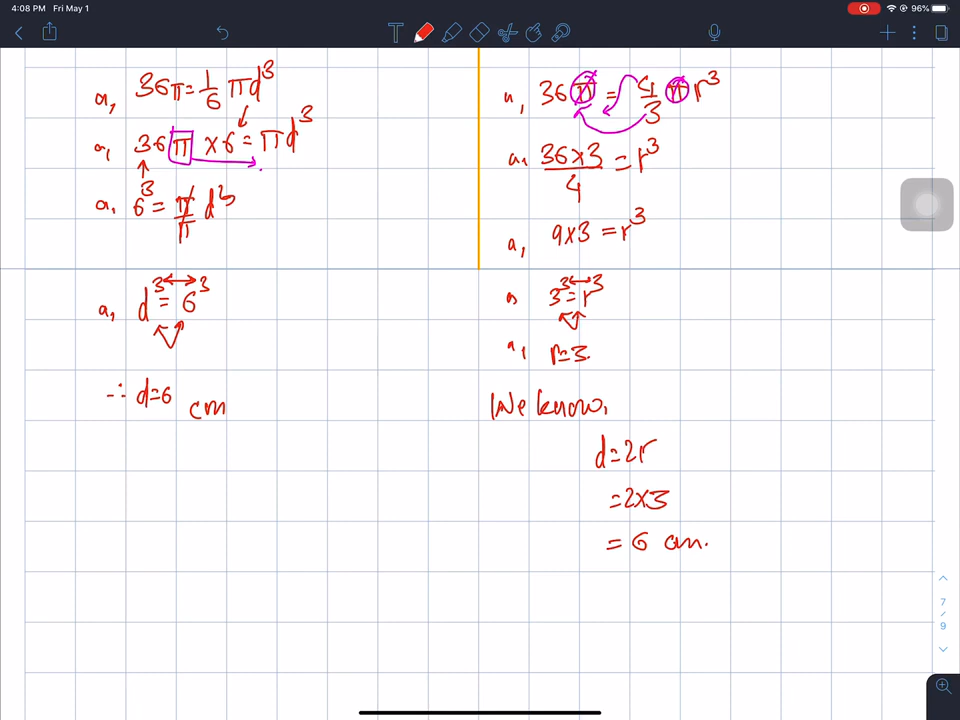 4:08 PM Fri May 1
96%
a, 36π = 1/6 πd³
a, 36π × 6 = πd³
a, 6³ = π/π d³
a, d³ = 6³
∴ d = 6 cm
a, 36π = 4/3 πr³
a, 36×3/4 = r³
a, 9×3 = r³
a, 3³ = r³
a, r = 3.
We know,
d = 2r
= 2×3
= 6 cm.
7
/
9